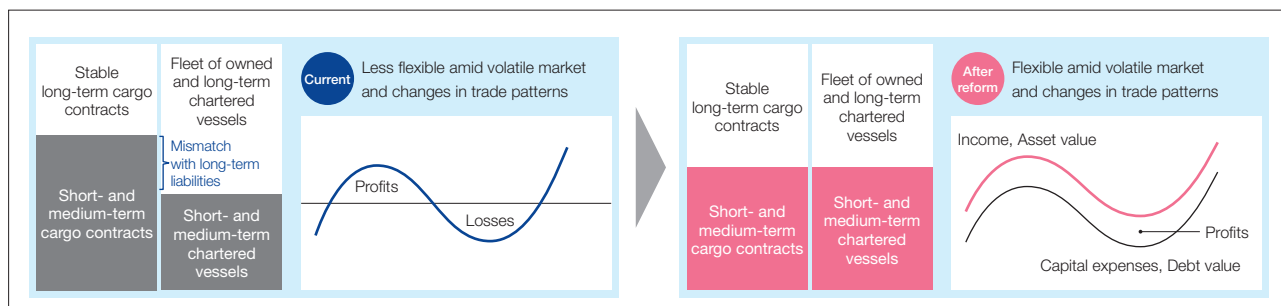 Stable
long-term cargo
contracts
Fleet of owned
and long-term
chartered
vessels
Mismatch
with long-term
liabilities
Short- and
medium-term
cargo contracts
Short- and
medium-term
chartered
vessels
Current
Less flexible amid volatile market
and changes in trade patterns
Profits
Losses
Stable
long-term cargo
contracts
Fleet of owned
and long-term
chartered
vessels
Short- and
medium-term
cargo contracts
Short- and
medium-term
chartered
vessels
After
reform
Flexible amid volatile market
and changes in trade patterns
Income, Asset value
Profits
Capital expenses, Debt value